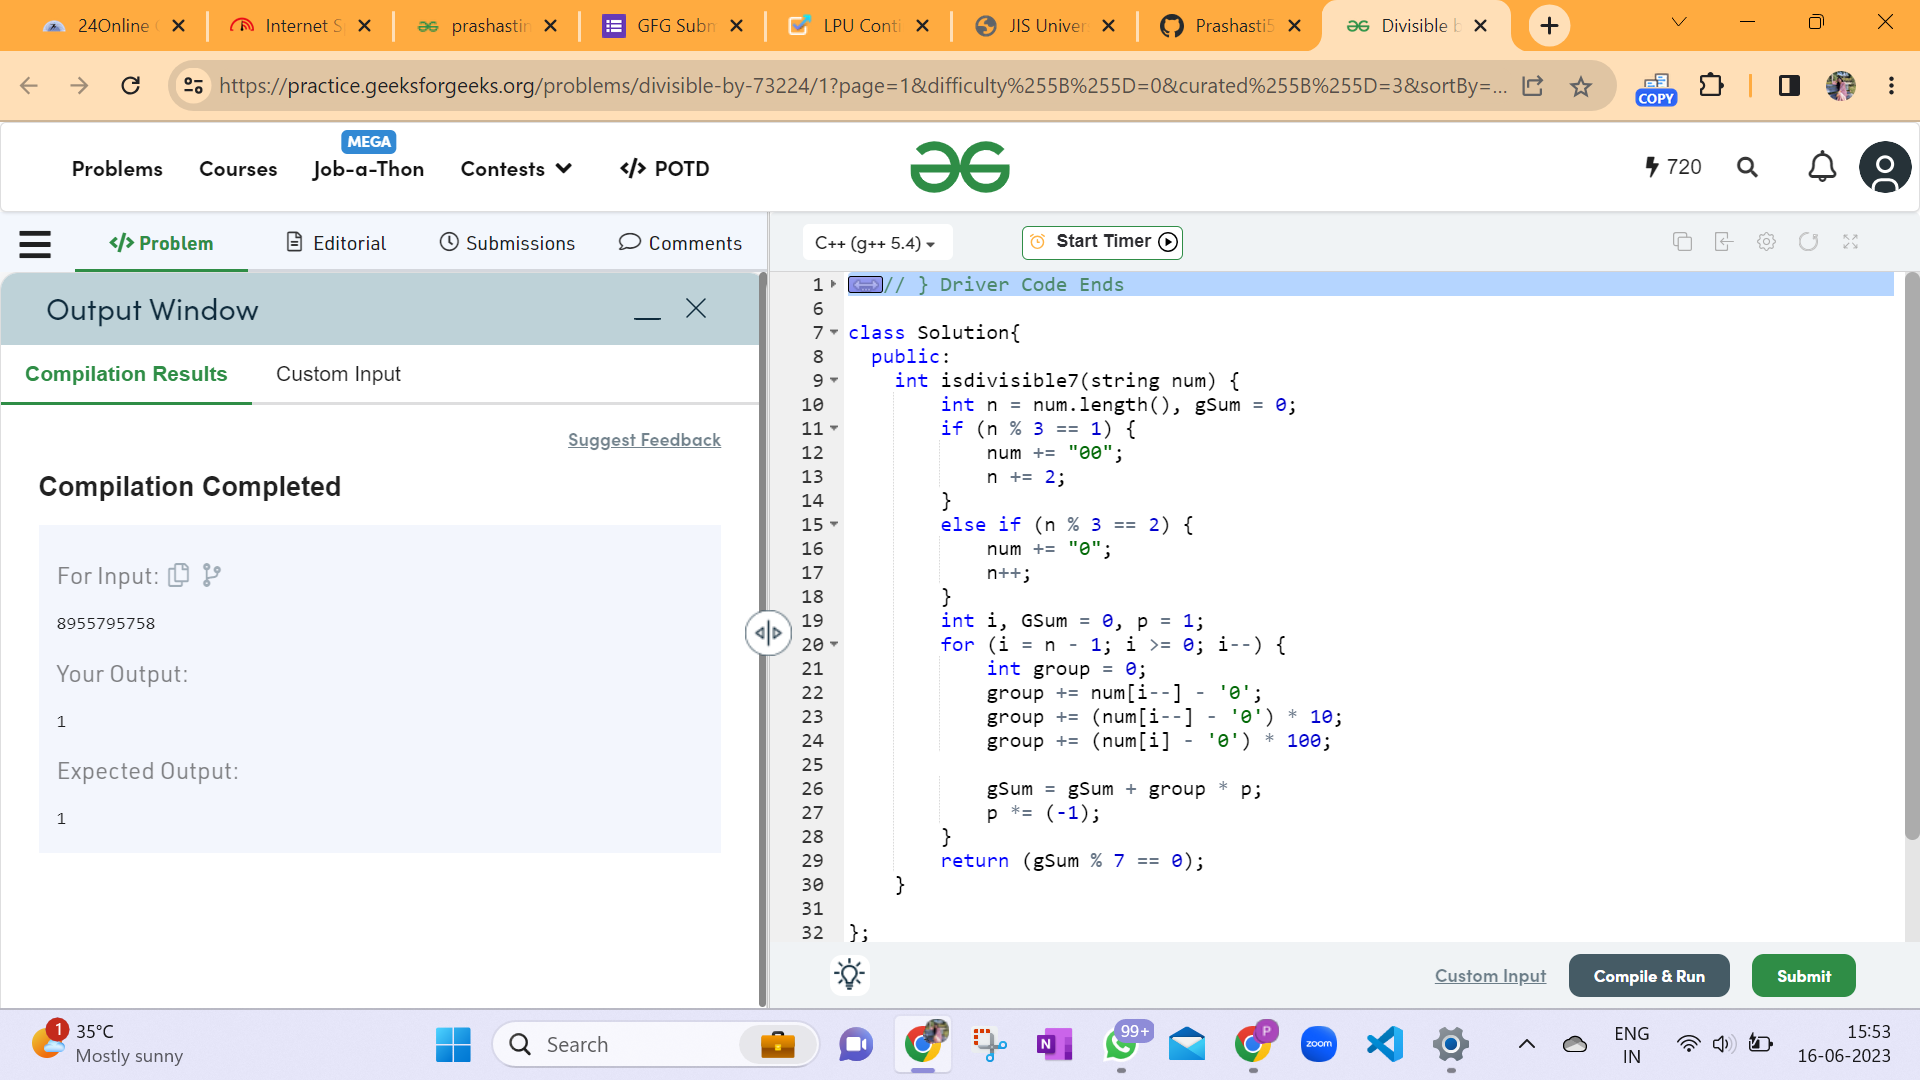 24Online
Internet S
prashastin
GFG Subm
LPU Conti
JIS Univer
Prashasti5
Divisible b
https://practice.geeksforgeeks.org/problems/divisible-by-73224/1?page=1&difficulty%255B%255D=0&curated%255B%255D=3&sortBy=...
COPY
Problems
Courses
MEGA
Job-a-Thon
Contests
</> POTD
720
</> Problem
Editorial
Submissions
Comments
C++ (g++ 5.4)
Start Timer
Output Window
Compilation Results
Custom Input
Suggest Feedback
Compilation Completed
For Input:
8955795758
Your Output:
1
Expected Output:
1
1 // } Driver Code Ends
6
7 class Solution{
8 public:
9 int isdivisible7(string num) {
10 int n = num.length(), gSum = 0;
11 if (n % 3 == 1) {
12 num += "00";
13 n += 2;
14 }
15 else if (n % 3 == 2) {
16 num += "0";
17 n++;
18 }
19 int i, GSum = 0, p = 1;
20 for (i = n - 1; i >= 0; i--) {
21 int group = 0;
22 group += num[i--] - '0';
23 group += (num[i--] - '0') * 10;
24 group += (num[i] - '0') * 100;
25
26 gSum = gSum + group * p;
27 p *= (-1);
28 }
29 return (gSum % 7 == 0);
30 }
31
32 };
Custom Input
Compile & Run
Submit
1
35°C
Mostly sunny
Search
N
99+
P
zoom
ENG
IN
15:53
16-06-2023